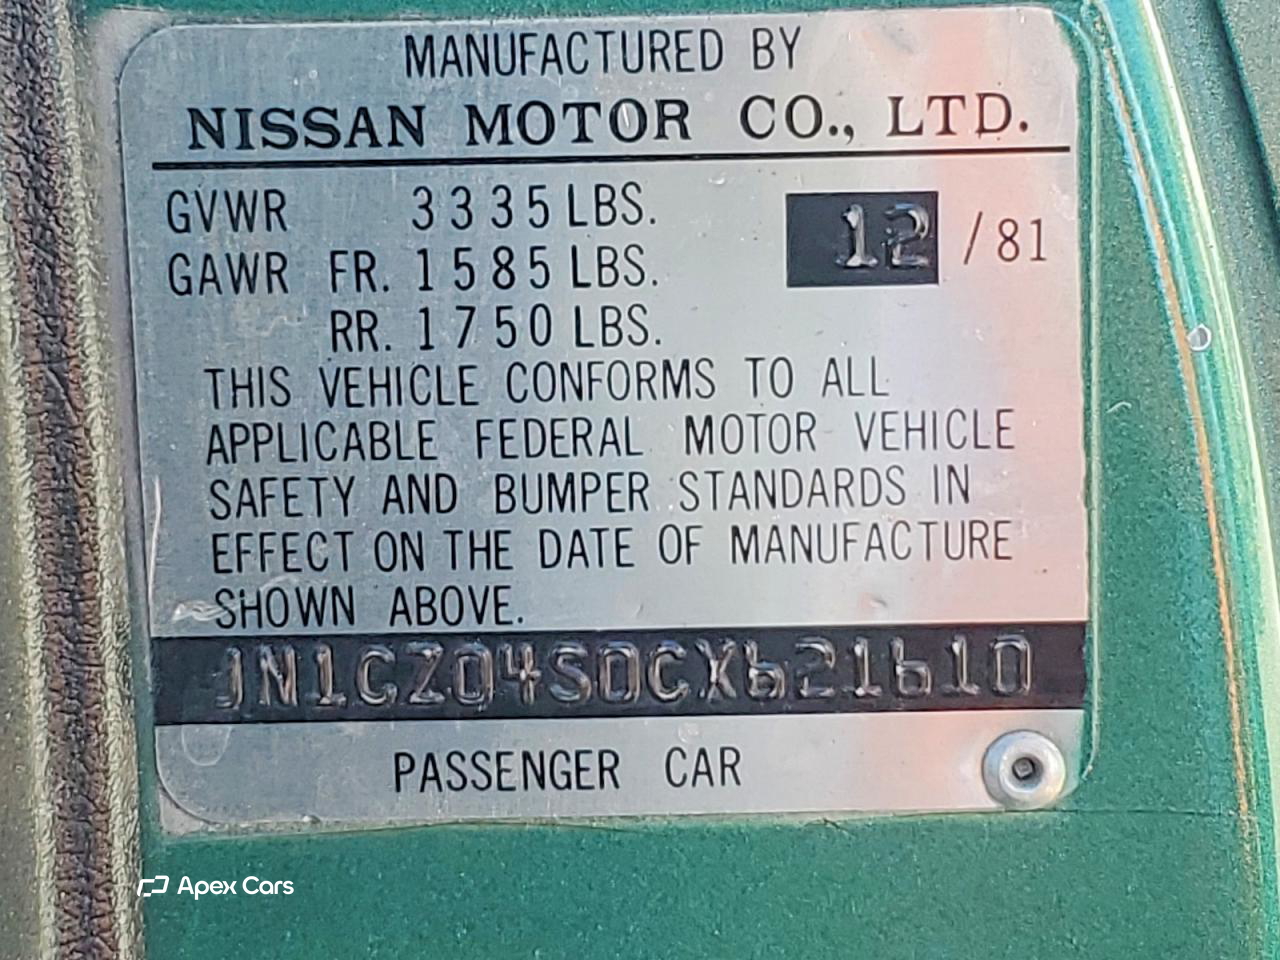 MANUFACTURED BY
NISSAN MOTOR CO., LTD.
GVWR 3335 LBS. 12 / 81
GAWR FR. 1585 LBS.
RR. 1750 LBS.
THIS VEHICLE CONFORMS TO ALL
APPLICABLE FEDERAL MOTOR VEHICLE
SAFETY AND BUMPER STANDARDS IN
EFFECT ON THE DATE OF MANUFACTURE
SHOWN ABOVE.
JN1CZ04S0CX621610
PASSENGER CAR
Apex Cars